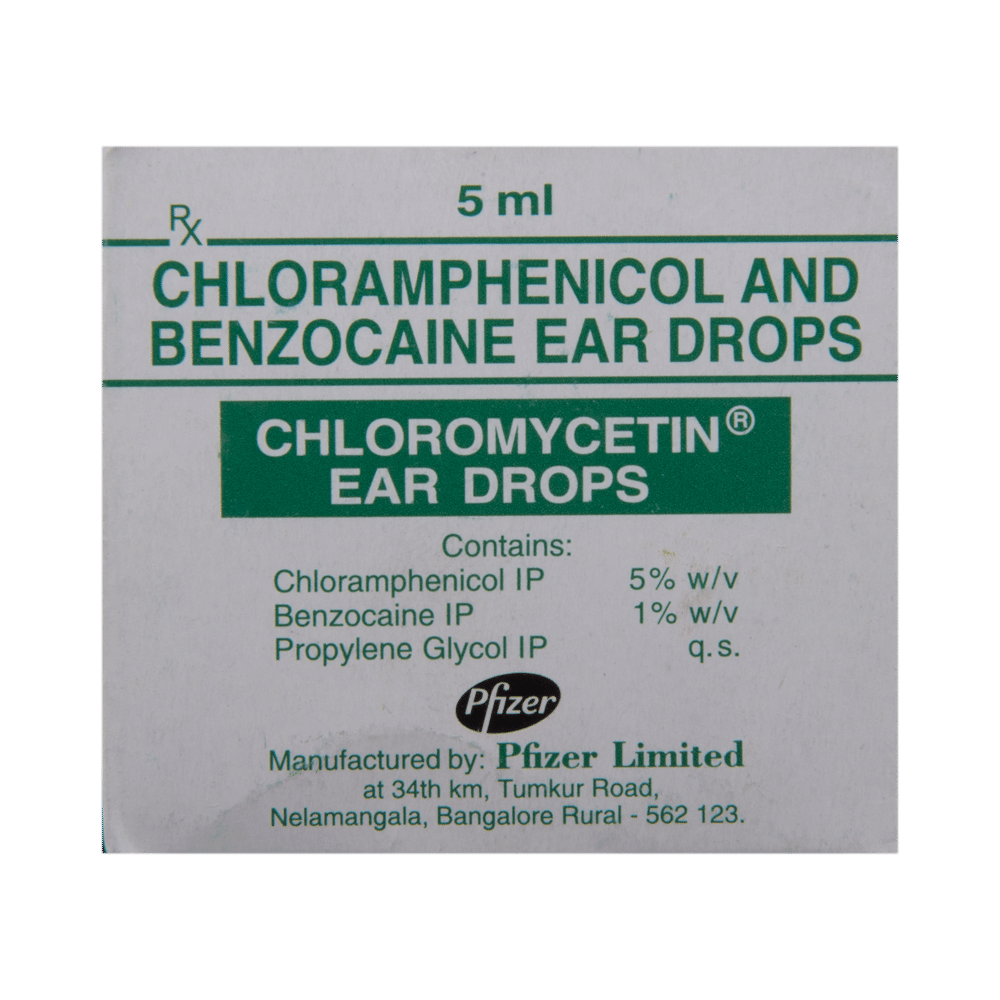 5 ml
Rx
CHLORAMPHENICOL AND
BENZOCAINE EAR DROPS
CHLOROMYCETIN®
EAR DROPS
Contains:
Chloramphenicol IP 5% w/v
Benzocaine IP 1% w/v
Propylene Glycol IP q.s.
Pfizer
Manufactured by: Pfizer Limited
at 34th km, Tumkur Road,
Nelamangala, Bangalore Rural - 562 123.